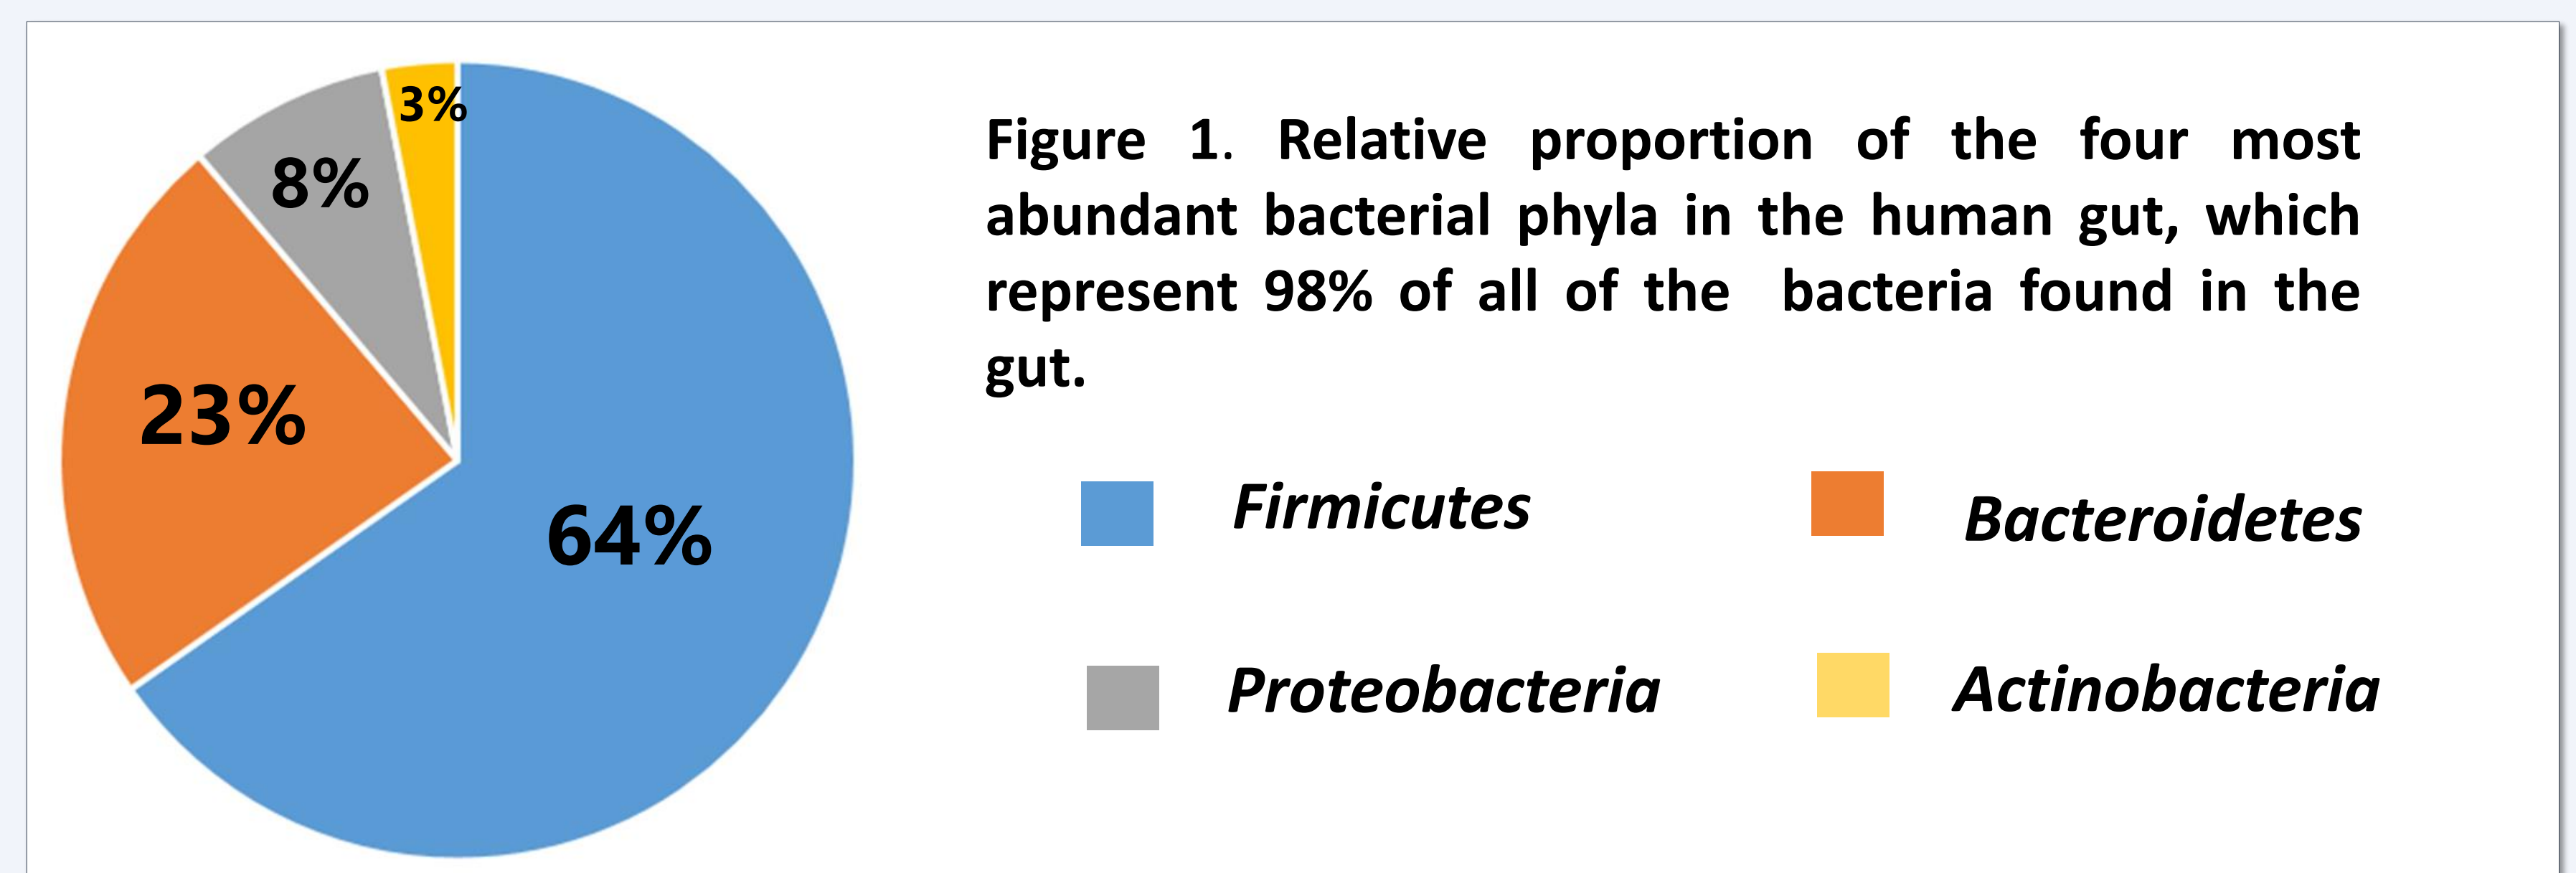 3%
8%
23%
64%
Figure 1. Relative proportion of the four most
abundant bacterial phyla in the human gut, which
represent 98% of all of the bacteria found in the
gut.
Firmicutes
Bacteroidetes
Proteobacteria
Actinobacteria